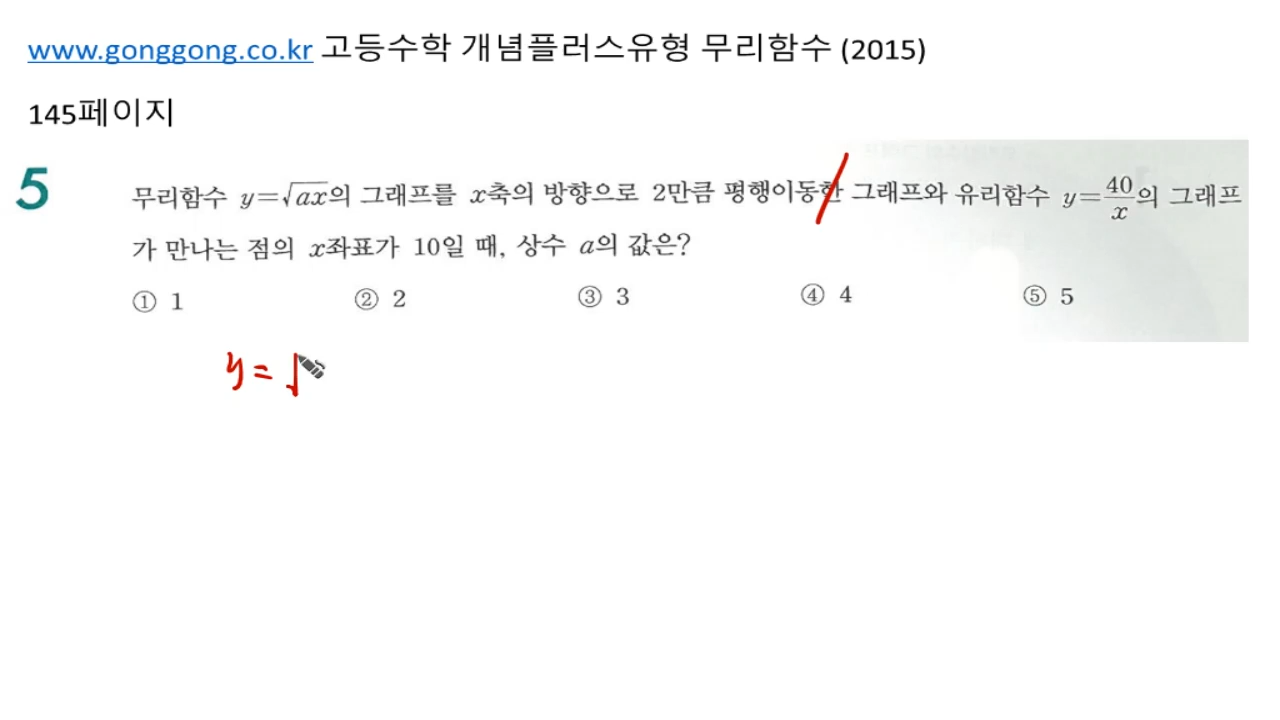 www.gonggong.co.kr 고등수학 개념플러스유형 무리함수 (2015)
145페이지
5 무리함수 y=√ax의 그래프를 x축의 방향으로 2만큼 평행이동한 그래프와 유리함수 y=40/x의 그래프
가 만나는 점의 x좌표가 10일 때, 상수 a의 값은?
① 1 ② 2 ③ 3 ④ 4 ⑤ 5
y = √